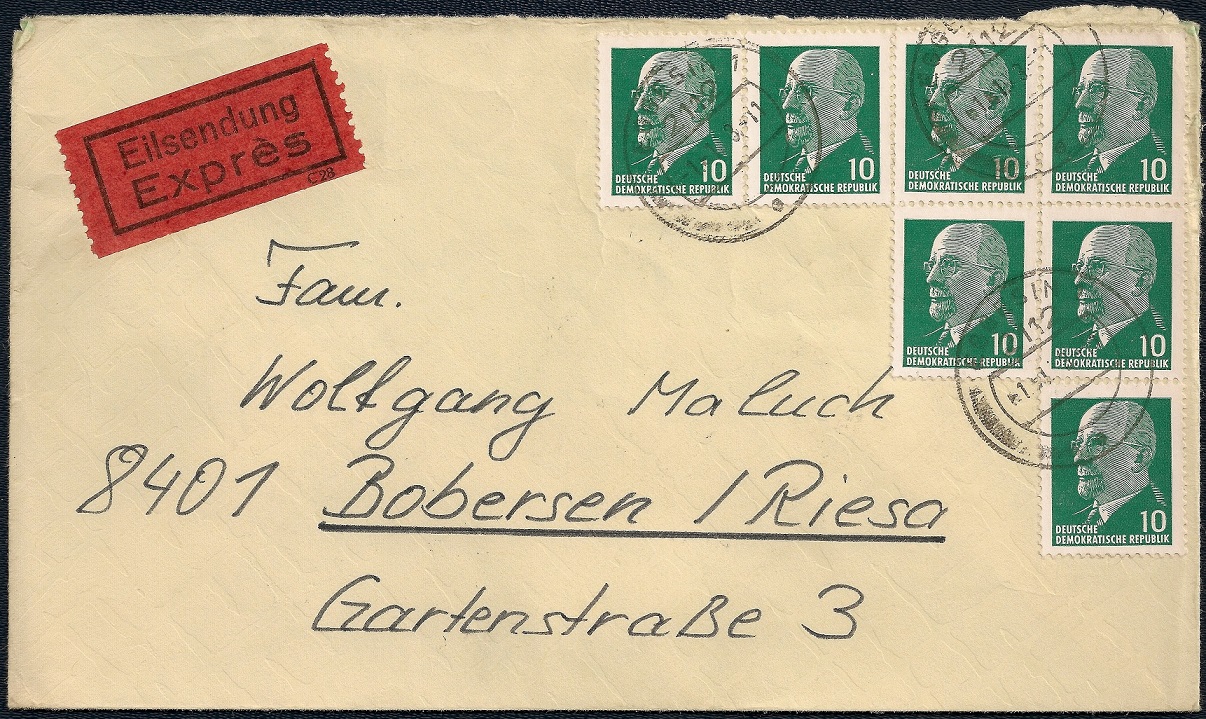 Eilsendung
Exprès
C28
10
DEUTSCHE
DEMOKRATISCHE REPUBLIK
10
DEUTSCHE
DEMOKRATISCHE REPUBLIK
10
DEUTSCHE
DEMOKRATISCHE REPUBLIK
10
DEUTSCHE
DEMOKRATISCHE REPUBLIK
10
DEUTSCHE
DEMOKRATISCHE REPUBLIK
10
DEUTSCHE
DEMOKRATISCHE REPUBLIK
10
DEUTSCHE
DEMOKRATISCHE REPUBLIK
2112
Fam.
Wolfgang Maluch
8401 Bobersen / Riesa
Gartenstraße 3